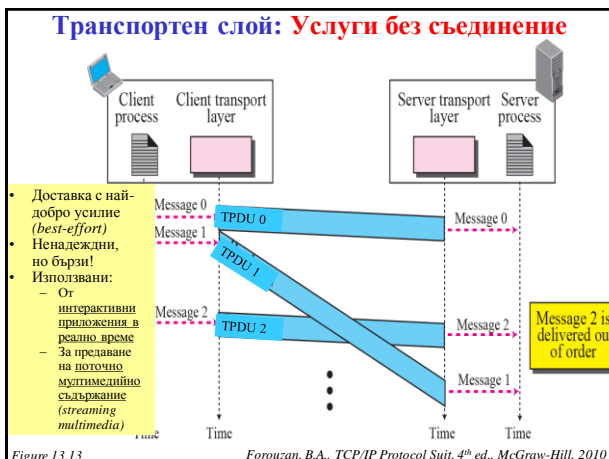 Транспортен слой: Услуги без съединение
Client process
Client transport layer
Server transport layer
Server process
• Доставка с най-
добро усилие
(best-effort)
• Ненадеждни,
но бързи!
• Използвани:
– От
интерактивни
приложения в
реално време
– За предаване
на поточно
мултимедийно
съдържание
(streaming
multimedia)
Message 0
TPDU 0
Message 0
Message 1
TPDU 1
Message 2
TPDU 2
Message 2
Message 2 is
delivered ou
of order
Message 1
Time
Time
Time
Time
Figure 13.13
Forouzan, B.A., TCP/IP Protocol Suit, 4th ed., McGraw-Hill, 2010